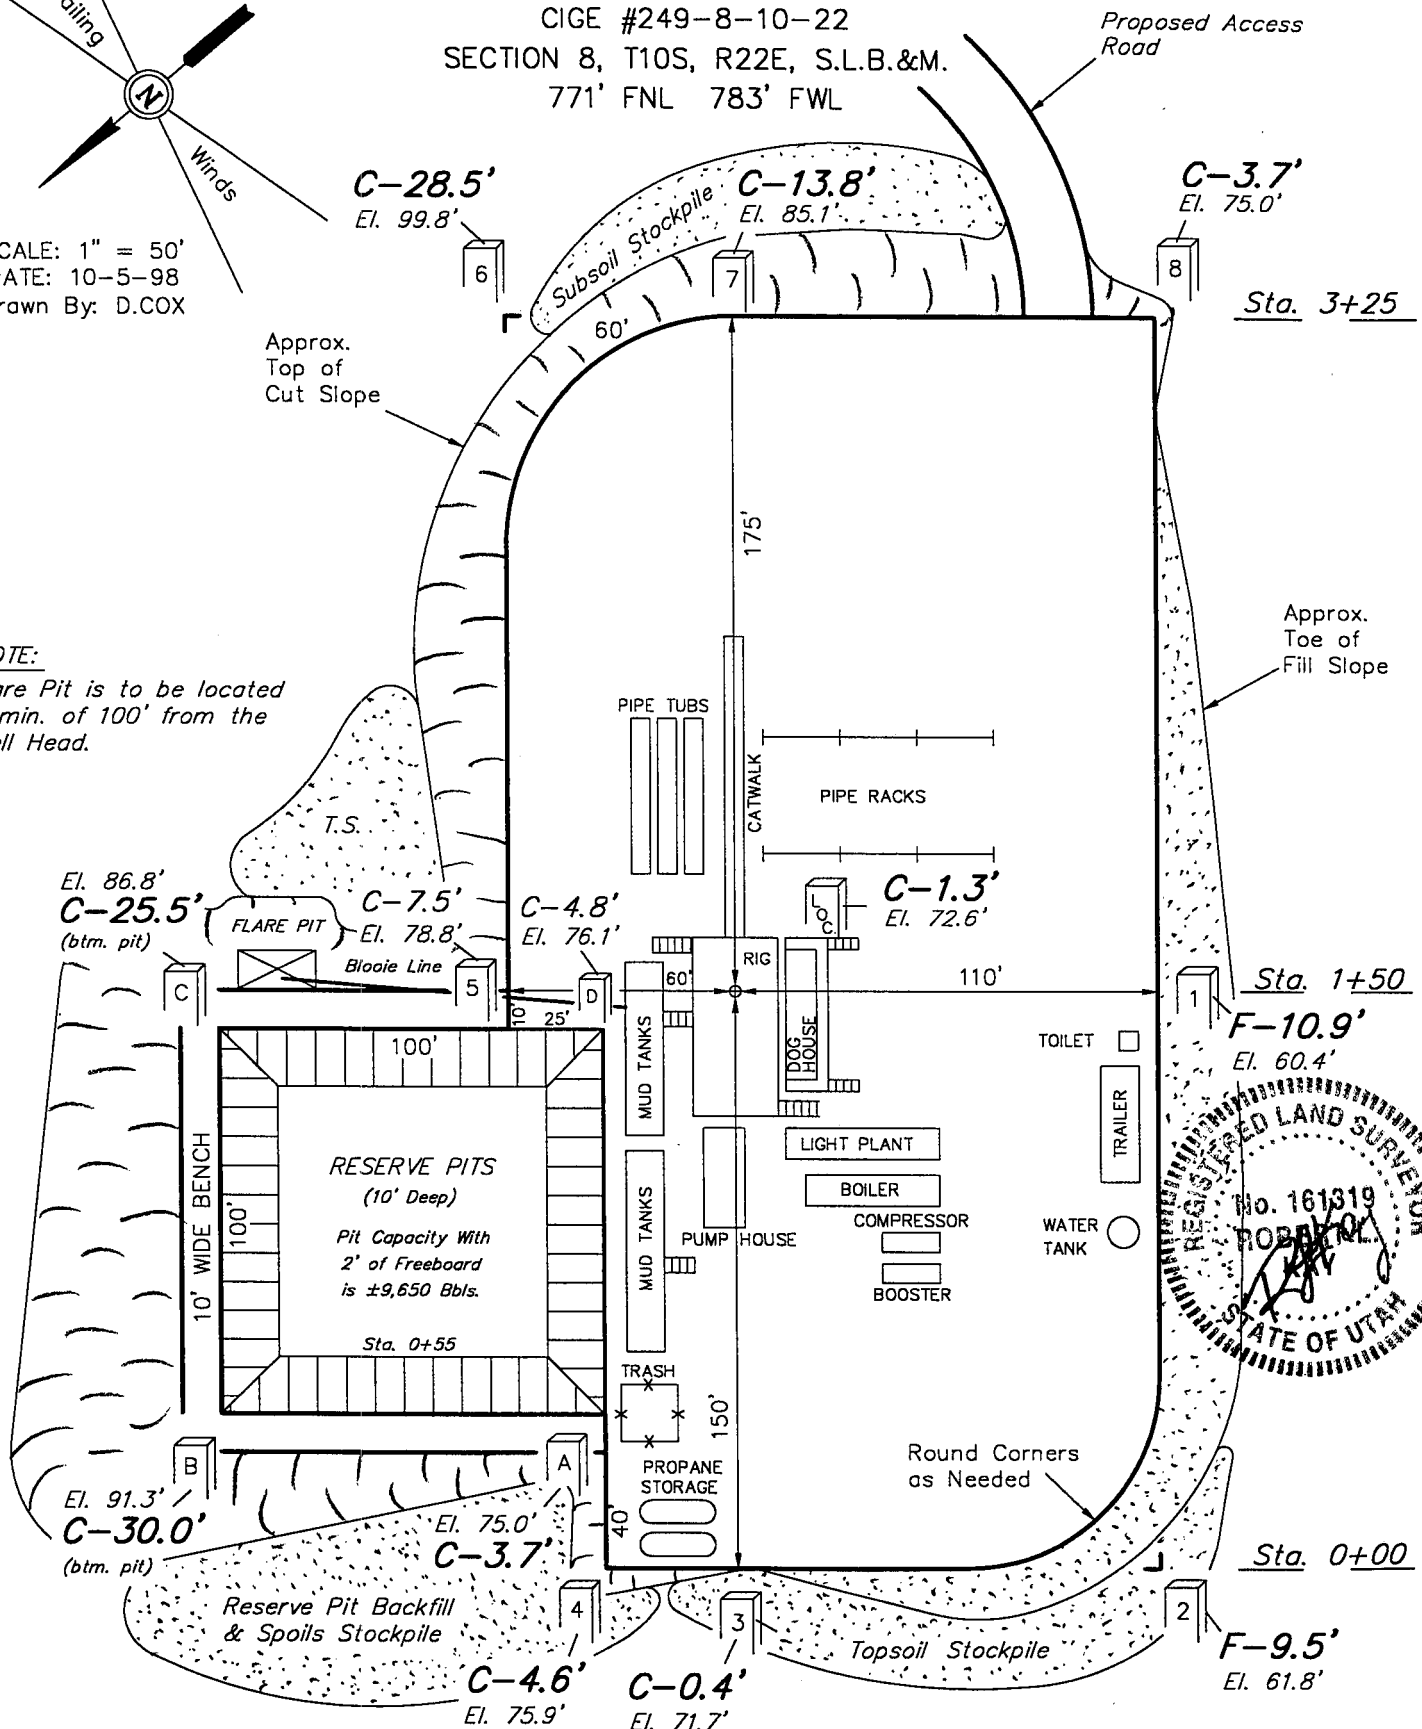 CIGE #249-8-10-22
SECTION 8, T10S, R22E, S.L.B.&M.
771' FNL 783' FWL
Proposed Access
Road
ailing
N
Winds
CALE: 1" = 50'
ATE: 10-5-98
rawn By: D.COX
C-28.5'
El. 99.8'
6
Subsoil Stockpile
C-13.8'
El. 85.1'
7
C-3.7'
El. 75.0'
8
Sta. 3+25
60'
Approx.
Top of
Cut Slope
175'
Approx.
Toe of
Fill Slope
OTE:
are Pit is to be located
min. of 100' from the
ell Head.
PIPE TUBS
CATWALK
PIPE RACKS
T.S.
El. 86.8'
C-25.5'
(btm. pit)
C
FLARE PIT
C-7.5'
El. 78.8'
Blooie Line
5
C-4.8'
El. 76.1'
D
LOC.
C-1.3'
El. 72.6'
RIG
60'
110'
1
Sta. 1+50
F-10.9'
El. 60.4'
10'
25'
100'
MUD TANKS
DOG
HOUSE
TOILET
TRAILER
LIGHT PLANT
BOILER
COMPRESSOR
BOOSTER
PUMP HOUSE
WATER
TANK
10' WIDE BENCH
100'
RESERVE PITS
(10' Deep)
Pit Capacity With
2' of Freeboard
is ±9,650 Bbls.
Sta. 0+55
MUD TANKS
TRASH
150'
REGISTERED LAND SURVEYOR
No. 161319
STATE OF UTAH
PROPANE
STORAGE
40'
Round Corners
as Needed
B
El. 91.3'
C-30.0'
(btm. pit)
A
El. 75.0'
C-3.7'
Sta. 0+00
Reserve Pit Backfill
& Spoils Stockpile
4
C-4.6'
El. 75.9'
3
C-0.4'
El. 71.7'
Topsoil Stockpile
2
F-9.5'
El. 61.8'